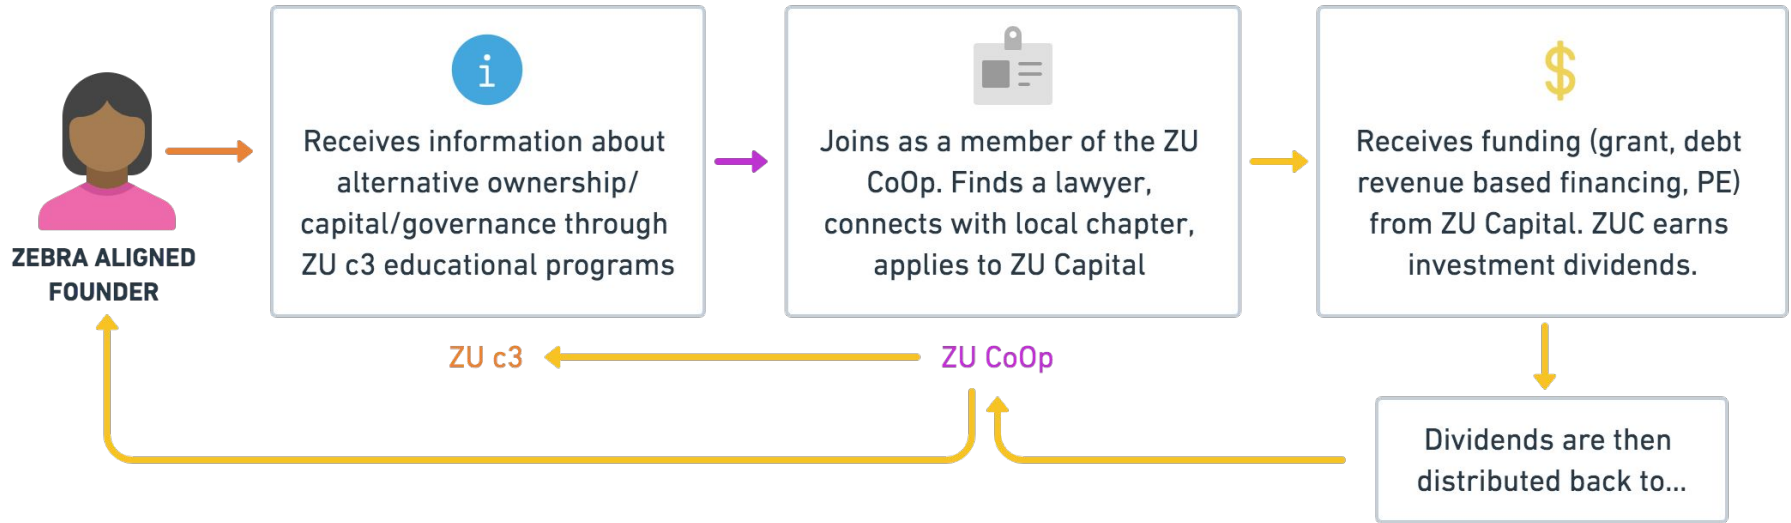 ZEBRA ALIGNED
FOUNDER
i
Receives information about
alternative ownership/
capital/governance through
ZU c3 educational programs
Joins as a member of the ZU
CoOp. Finds a lawyer,
connects with local chapter,
applies to ZU Capital
$
Receives funding (grant, debt
revenue based financing, PE)
from ZU Capital. ZUC earns
investment dividends.
ZU c3
ZU CoOp
Dividends are then
distributed back to...